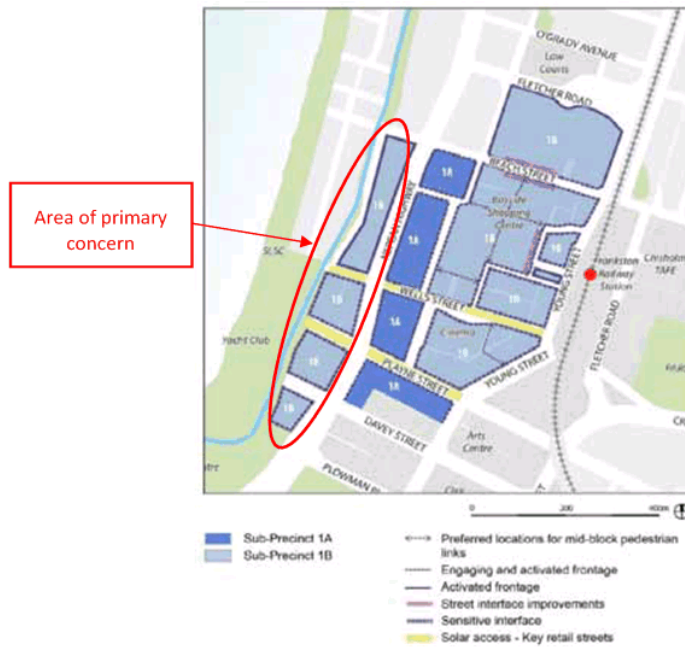 O'GRADY AVENUE
Law
Courts
FLETCHER ROAD
1B
BEACH STREET
1A
Bayside
Shopping
Centre
1B
1B
1B
Area of primary
concern
SLSC
NEPEAN HIGHWAY
1A
YOUNG STREET
Frankston
Railway
Station
Chisholm
TAFE
WELLS STREET
1B
1B
FLETCHER ROAD
Yacht Club
1A
Cinema
1B
1B
PLAYNE STREET
YOUNG STREET
1A
1B
DAVEY STREET
Arts
Centre
PLOWMAN
0
200
400m
Sub-Precinct 1A
Sub-Precinct 1B
Preferred locations for mid-block pedestrian
links
Engaging and activated frontage
Activated frontage
Street interface improvements
Sensitive interface
Solar access - Key retail streets